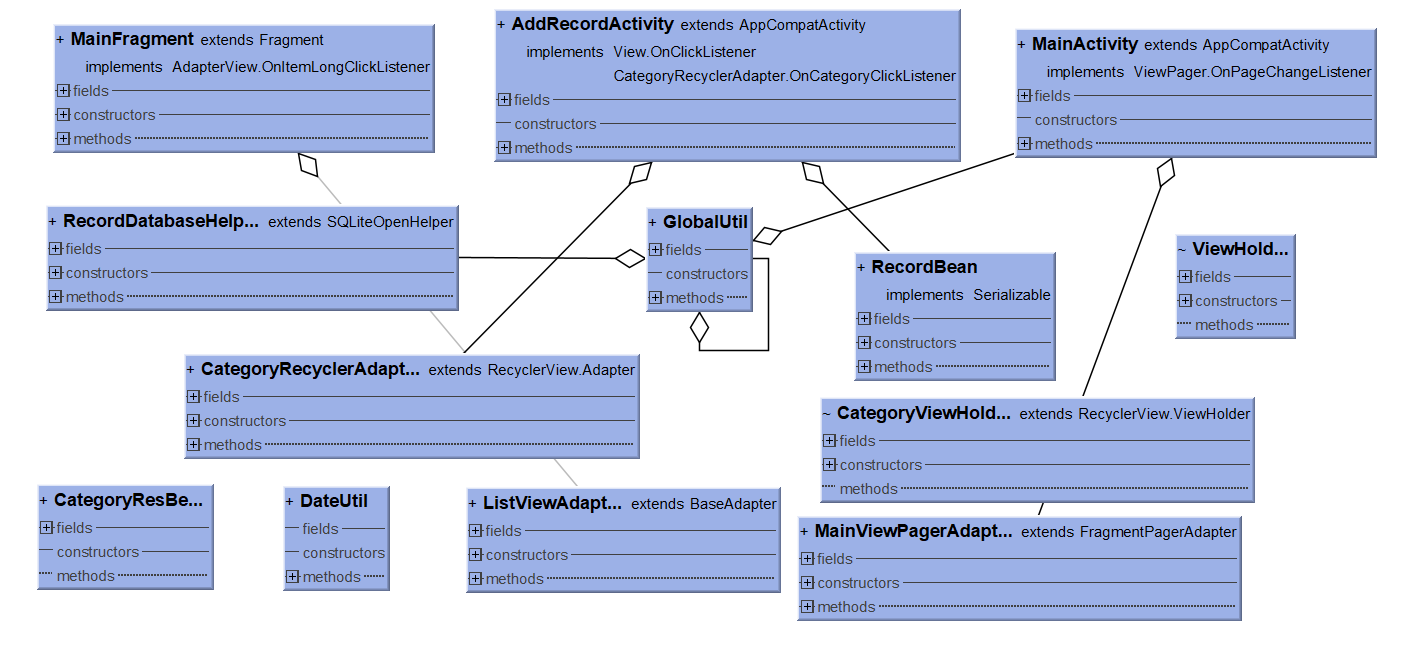 + MainFragment extends Fragment
implements AdapterView.OnItemLongClickListener
fields
constructors
methods
+ AddRecordActivity extends AppCompatActivity
implements View.OnClickListener
CategoryRecyclerAdapter.OnCategoryClickListener
fields
constructors
methods
+ MainActivity extends AppCompatActivity
implements ViewPager.OnPageChangeListener
fields
constructors
methods
+ RecordDatabaseHelp... extends SQLiteOpenHelper
fields
constructors
methods
+ GlobalUtil
fields
constructors
methods
+ RecordBean
implements Serializable
fields
constructors
methods
~ ViewHold...
fields
constructors
methods
+ CategoryRecyclerAdapt... extends RecyclerView.Adapter
fields
constructors
methods
~ CategoryViewHold... extends RecyclerView.ViewHolder
fields
constructors
methods
+ CategoryResBe...
fields
constructors
methods
+ DateUtil
fields
constructors
methods
+ ListViewAdapt... extends BaseAdapter
fields
constructors
methods
+ MainViewPagerAdapt... extends FragmentPagerAdapter
fields
constructors
methods